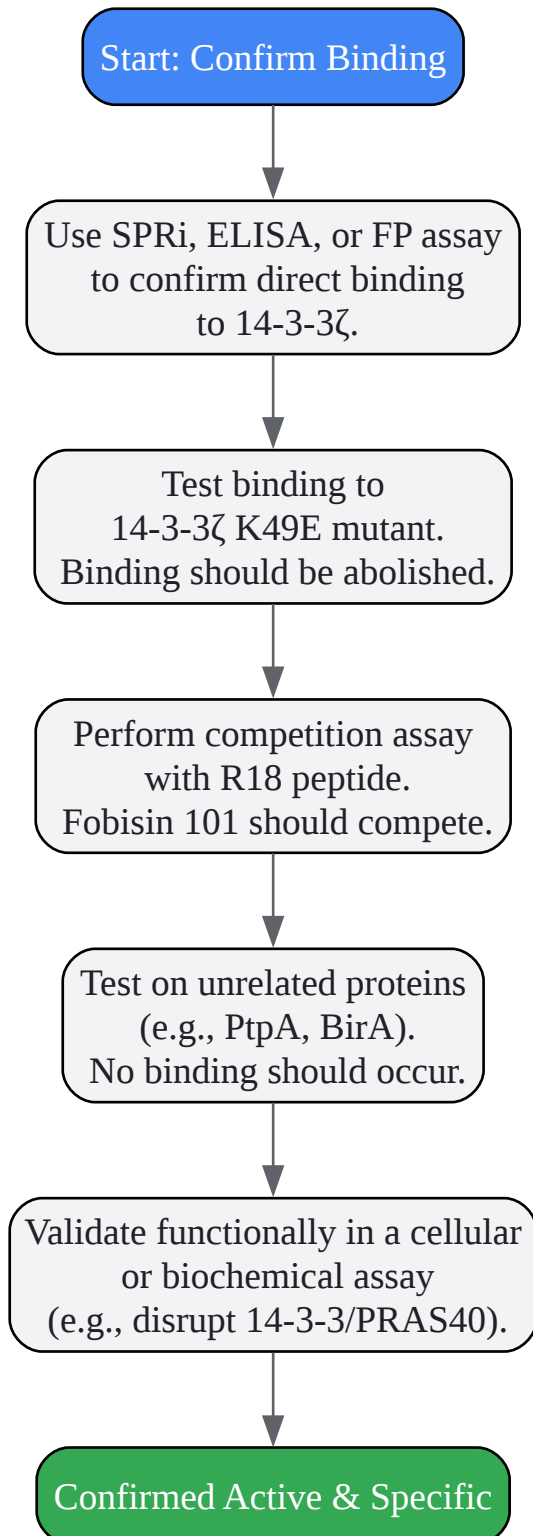 Start: Confirm Binding
Use SPRi, ELISA, or FP assay
to confirm direct binding
to 14-3-3ζ.
Test binding to
14-3-3ζ K49E mutant.
Binding should be abolished.
Perform competition assay
with R18 peptide.
Fobisin 101 should compete.
Test on unrelated proteins
(e.g., PtpA, BirA).
No binding should occur.
Validate functionally in a cellular
or biochemical assay
(e.g., disrupt 14-3-3/PRAS40).
Confirmed Active & Specific